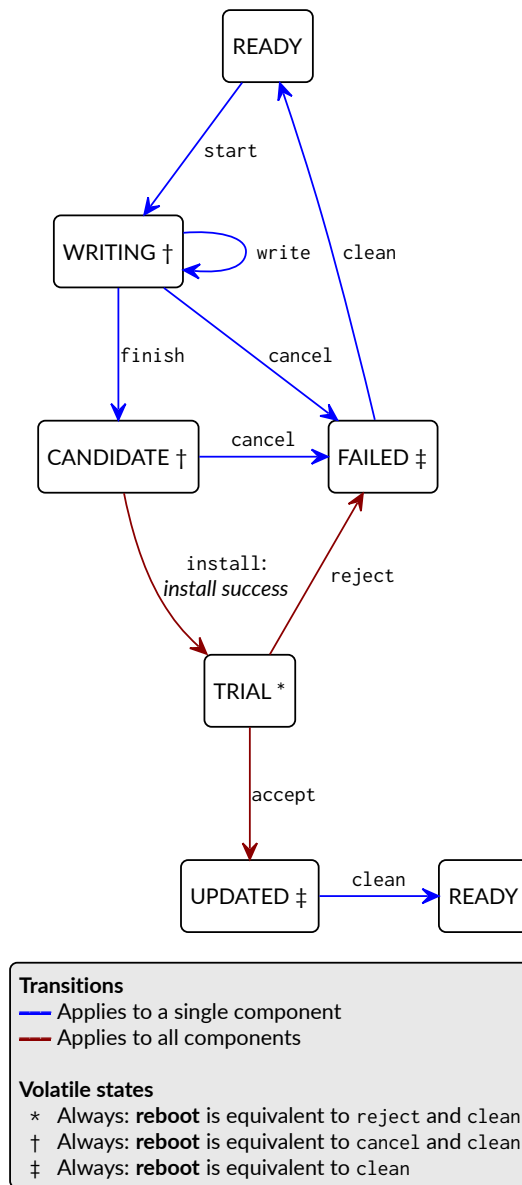 READY
start
WRITING †
write
clean
finish
cancel
CANDIDATE †
cancel
FAILED ‡
install:
install success
reject
TRIAL *
accept
UPDATED ‡
clean
READY
Transitions
Applies to a single component
Applies to all components
Volatile states
* Always: reboot is equivalent to reject and clean
† Always: reboot is equivalent to cancel and clean
‡ Always: reboot is equivalent to clean